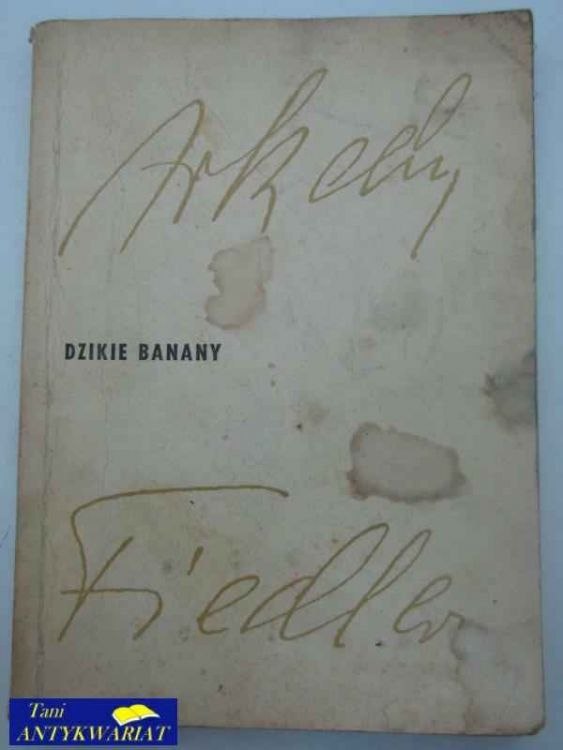 Arkady
DZIKIE BANANY
Fiedler
Tani
ANTYKWARIAT